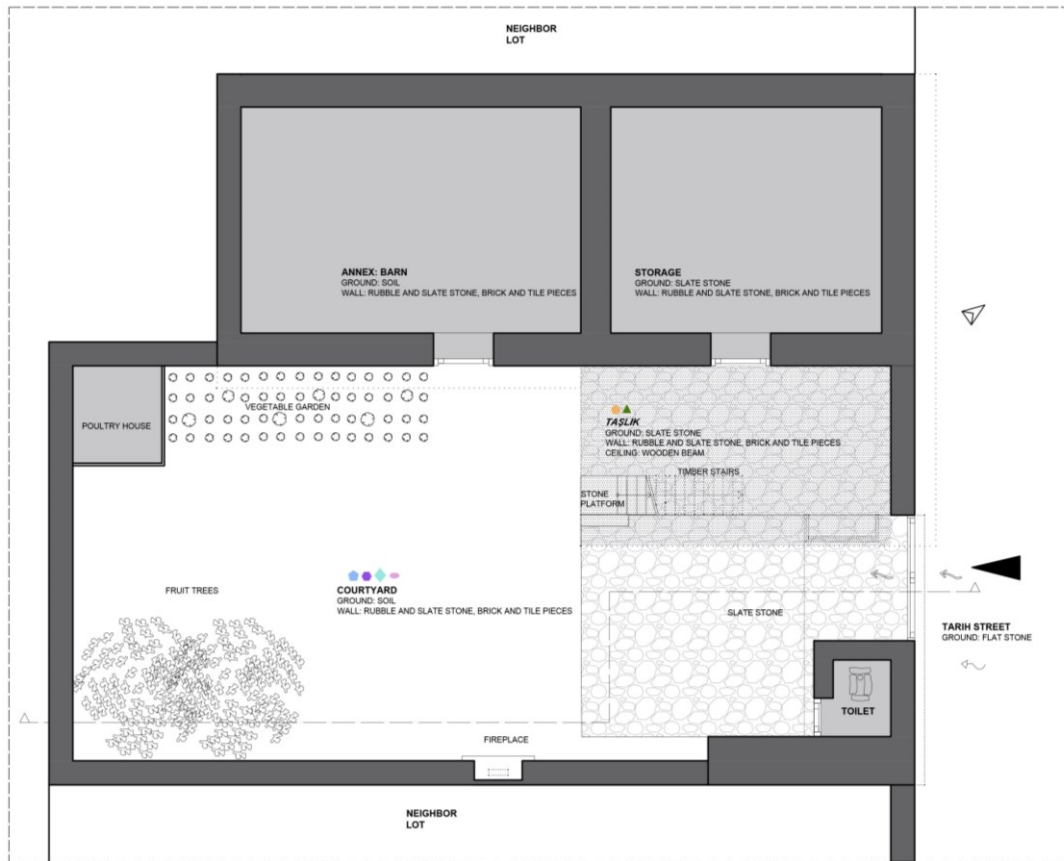 NEIGHBOR
LOT
ANNEX: BARN
GROUND: SOIL
WALL: RUBBLE AND SLATE STONE, BRICK AND TILE PIECES
STORAGE
GROUND: SLATE STONE
WALL: RUBBLE AND SLATE STONE, BRICK AND TILE PIECES
POULTRY HOUSE
VEGETABLE GARDEN
TAŞLIK
GROUND: SLATE STONE
WALL: RUBBLE AND SLATE STONE, BRICK AND TILE PIECES
CEILING: WOODEN BEAM
TIMBER STAIRS
STONE
PLATFORM
FRUIT TREES
COURTYARD
GROUND: SOIL
WALL: RUBBLE AND SLATE STONE, BRICK AND TILE PIECES
SLATE STONE
TARIH STREET
GROUND: FLAT STONE
TOILET
FIREPLACE
NEIGHBOR
LOT